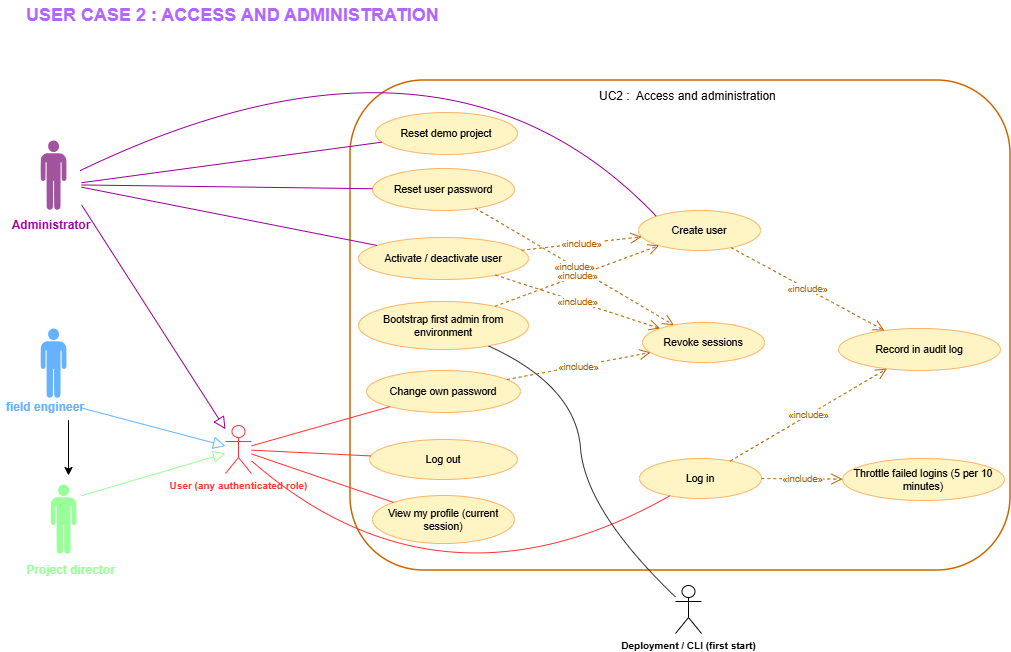 USER CASE 2 : ACCESS AND ADMINISTRATION
UC2 :  Access and administration
Reset demo project
Reset user password
Administrator
Create user
«include»
Activate / deactivate user
«include»
«include»
«include»
«include»
Bootstrap first admin from
environment
Revoke sessions
Record in audit log
«include»
Change own password
field engineer
«include»
Log out
Throttle failed logins (5 per 10
minutes)
Log in
«include»
User (any authenticated role)
View my profile (current
session)
Project director
Deployment / CLI (first start)